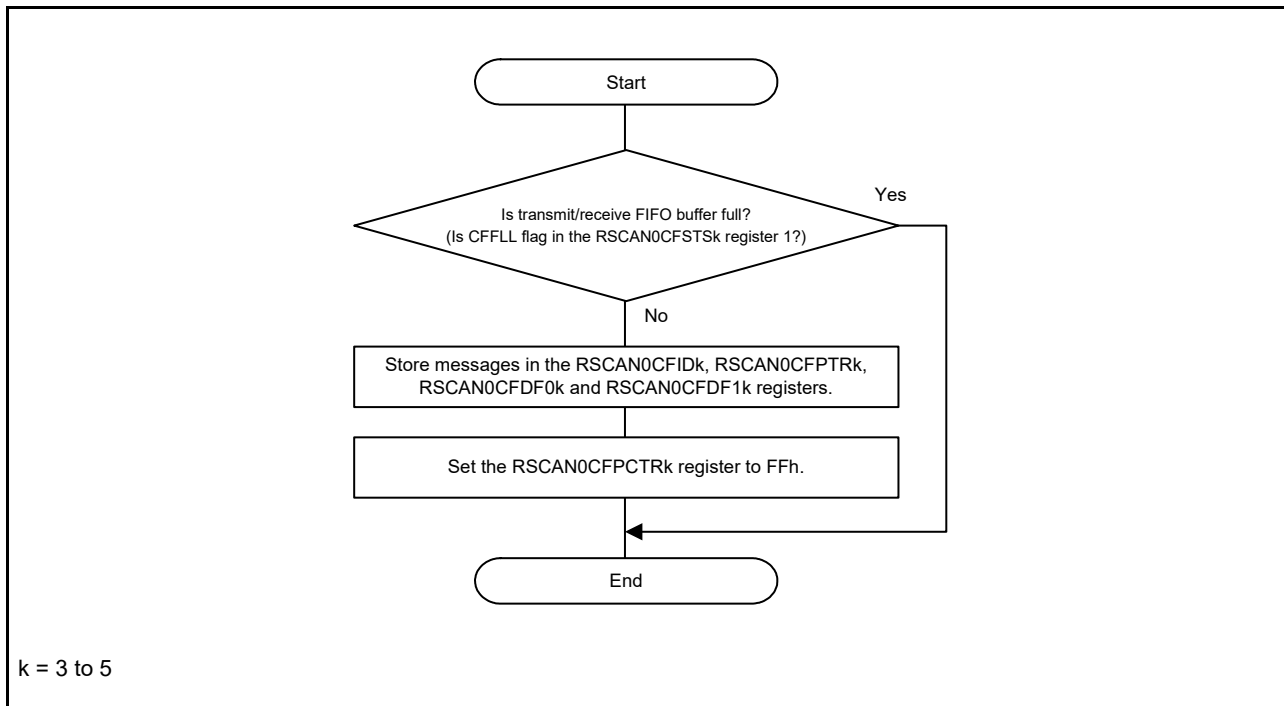 Start
Yes
Is transmit/receive FIFO buffer full?
(Is CFFLL flag in the RSCAN0CFSTSk register 1?)
No
Store messages in the RSCAN0CFIDk, RSCAN0CFPTRk,
RSCAN0CFDF0k and RSCAN0CFDF1k registers.
Set the RSCAN0CFPCTRk register to FFh.
End
k = 3 to 5